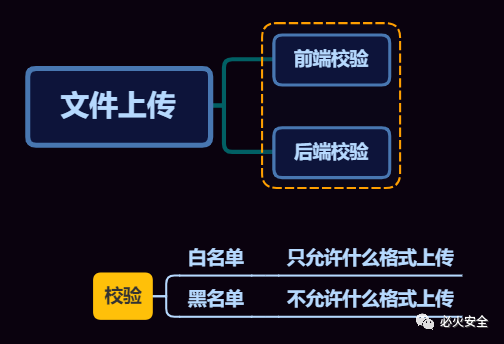 文件上传
前端校验
后端校验
校验
白名单 只允许什么格式上传
黑名单 不允许什么格式上传
必火安全